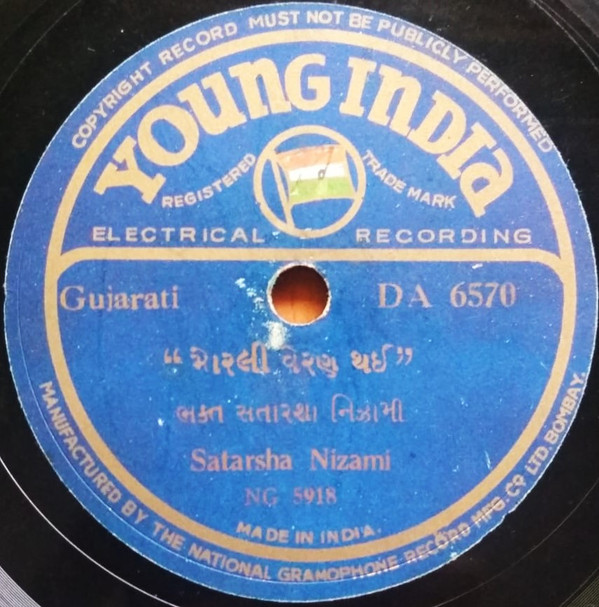 COPYRIGHT RECORD MUST NOT BE PUBLICLY PERFORMED
YOUNG INDIA
REGISTERED TRADE MARK
ELECTRICAL RECORDING
Gujarati DA 6570
“મોરલી વેરણ થઈ”
ભક્ત સતારશા નિઝામી
Satarsha Nizami
NG 5918
MADE IN INDIA.
MANUFACTURED BY THE NATIONAL GRAMOPHONE RECORD MFG. CO LTD. BOMBAY.